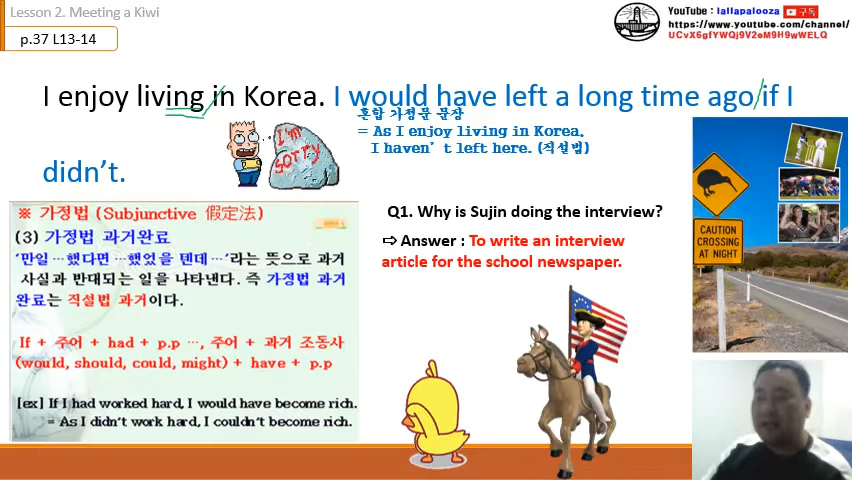 Lesson 2. Meeting a Kiwi
p.37 L13-14
YouTube : lallapalooza 구독
https://www.youtube.com/channel/
UCvX6gfYWQj9V2eM9H9wWELQ
I enjoy living in Korea. I would have left a long time ago if I
혼합 가정문 문장
= As I enjoy living in Korea,
I haven't left here. (직설법)
I'm
sorry
didn't.
※ 가정법 (Subjunctive 假定法)
(3) 가정법 과거완료
'만일 …했다면 …했었을 텐데 …'라는 뜻으로 과거
사실과 반대되는 일을 나타낸다. 즉 가정법 과거
완료는 직설법 과거이다.
If + 주어 + had + p.p …, 주어 + 과거 조동사
(would, should, could, might) + have + p.p
[ex] If I had worked hard, I would have become rich.
= As I didn't work hard, I couldn't become rich.
Q1. Why is Sujin doing the interview?
⇨ Answer : To write an interview
article for the school newspaper.
CAUTION
CROSSING
AT NIGHT